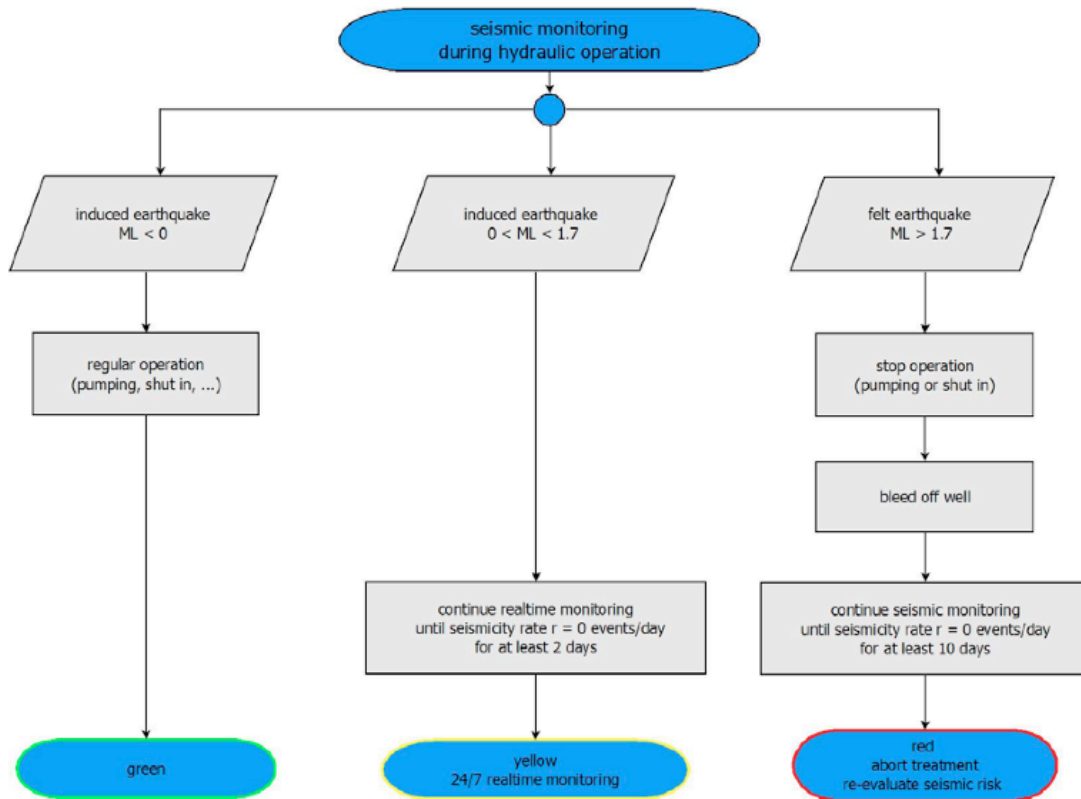 seismic monitoring
during hydraulic operation
induced earthquake
ML < 0
induced earthquake
0 < ML < 1.7
felt earthquake
ML > 1.7
regular operation
(pumping, shut in, ...)
stop operation
(pumping or shut in)
bleed off well
continue realtime monitoring
until seismicity rate r = 0 events/day
for at least 2 days
continue seismic monitoring
until seismicity rate r = 0 events/day
for at least 10 days
green
yellow
24/7 realtime monitoring
red
abort treatment
re-evaluate seismic risk